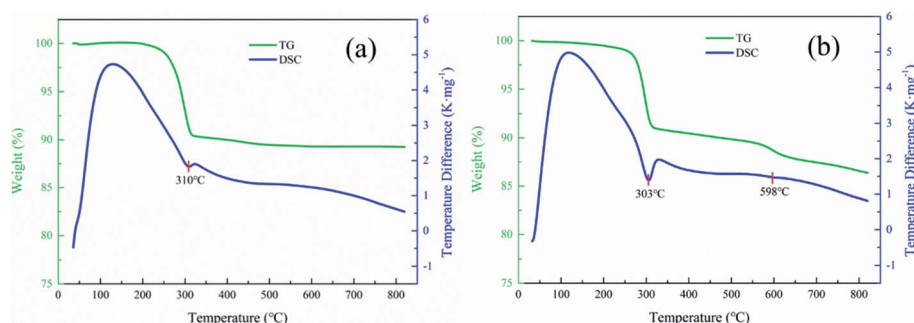 (a)
TG
DSC
100
95
90
85
80
75
Weight (%)
6
5
4
3
2
1
0
-1
Temperature Difference (K·mg⁻¹)
310℃
0 100 200 300 400 500 600 700 800
Temperature (℃)
(b)
TG
DSC
100
95
90
85
80
75
Weight (%)
6
5
4
3
2
1
0
-1
Temperature Difference (K·mg⁻¹)
303℃
598℃
0 100 200 300 400 500 600 700 800
Temperature (℃)